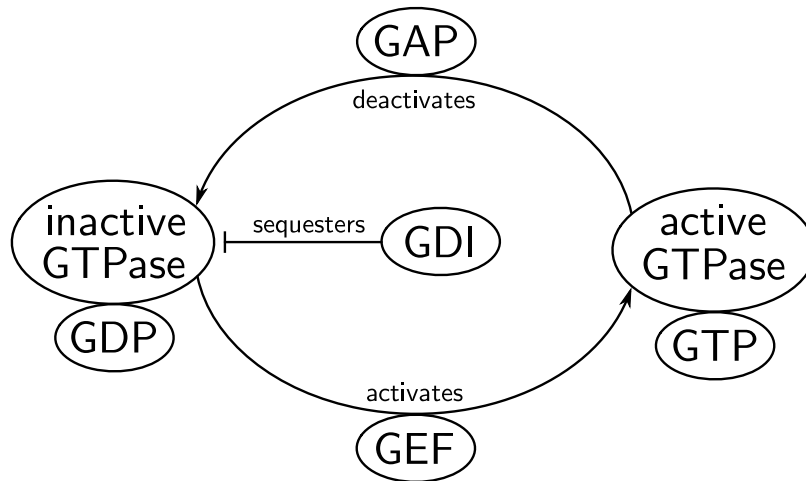 GAP
deactivates
inactive
GTPase
GDP
sequesters
GDI
active
GTPase
GTP
activates
GEF